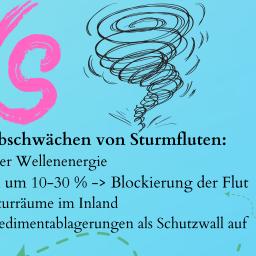 S
bschwächen von Sturmfluten:
er Wellenenergie
um 10-30 % -> Blockierung der Flut
turräume im Inland
edimentablagerungen als Schutzwall auf